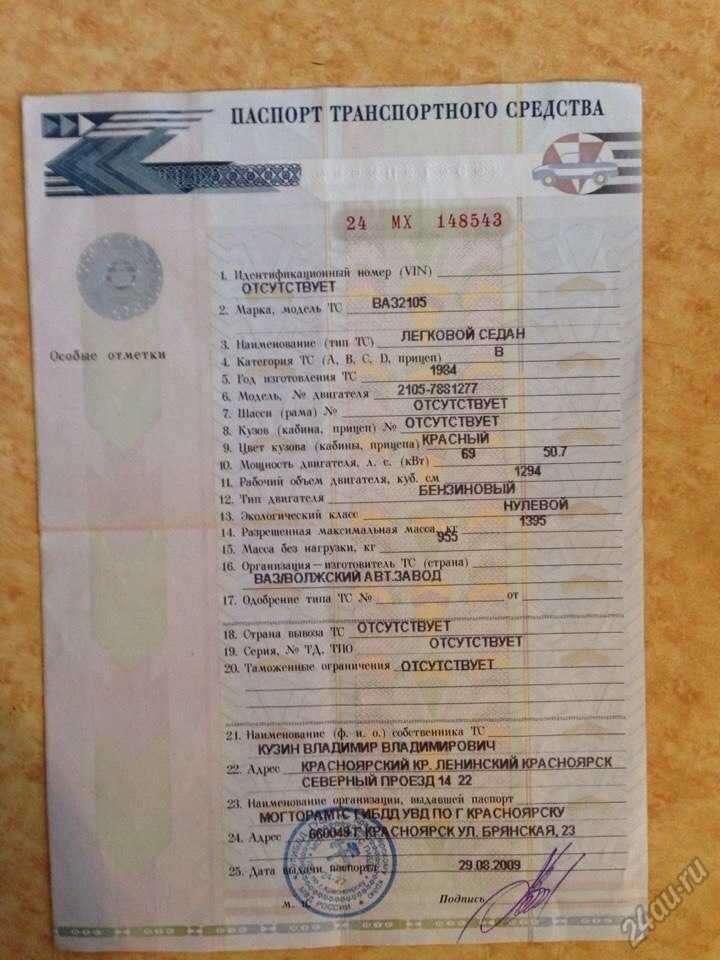 ПАСПОРТ ТРАНСПОРТНОГО СРЕДСТВА
24 МХ 148543
Особые отметки
1. Идентификационный номер (VIN)
ОТСУТСТВУЕТ
2. Марка, модель ТС ВАЗ2105
3. Наименование (тип ТС) ЛЕГКОВОЙ СЕДАН
4. Категория ТС (A, B, C, D, прицеп) B
5. Год изготовления ТС 1984
6. Модель, № двигателя 2105-7881277
7. Шасси (рама) № ОТСУТСТВУЕТ
8. Кузов (кабина, прицеп) № ОТСУТСТВУЕТ
9. Цвет кузова (кабины, прицепа) КРАСНЫЙ
10. Мощность двигателя, л. с. (кВт) 69 50.7
11. Рабочий объем двигателя, куб. см 1294
12. Тип двигателя БЕНЗИНОВЫЙ
13. Экологический класс НУЛЕВОЙ
14. Разрешенная максимальная масса, кг 1395
15. Масса без нагрузки, кг 955
16. Организация — изготовитель ТС (страна)
ВАЗ/ВОЛЖСКИЙ АВТ.ЗАВОД
17. Одобрение типа ТС № от
18. Страна вывоза ТС ОТСУТСТВУЕТ
19. Серия, № ТД, ТПО ОТСУТСТВУЕТ
20. Таможенные ограничения ОТСУТСТВУЕТ
21. Наименование (ф. и. о.) собственника ТС
КУЗИН ВЛАДИМИР ВЛАДИМИРОВИЧ
22. Адрес КРАСНОЯРСКИЙ КР. ЛЕНИНСКИЙ КРАСНОЯРСК
СЕВЕРНЫЙ ПРОЕЗД 14 22
23. Наименование организации, выдавшей паспорт
МОГТОРАМТС ГИБДД УВД ПО Г КРАСНОЯРСКУ
24. Адрес 660049 Г КРАСНОЯРСК УЛ. БРЯНСКАЯ, 23
25. Дата выдачи паспорта 29.08.2009
М. П. Подпись
МВД РОССИИ
24au.ru